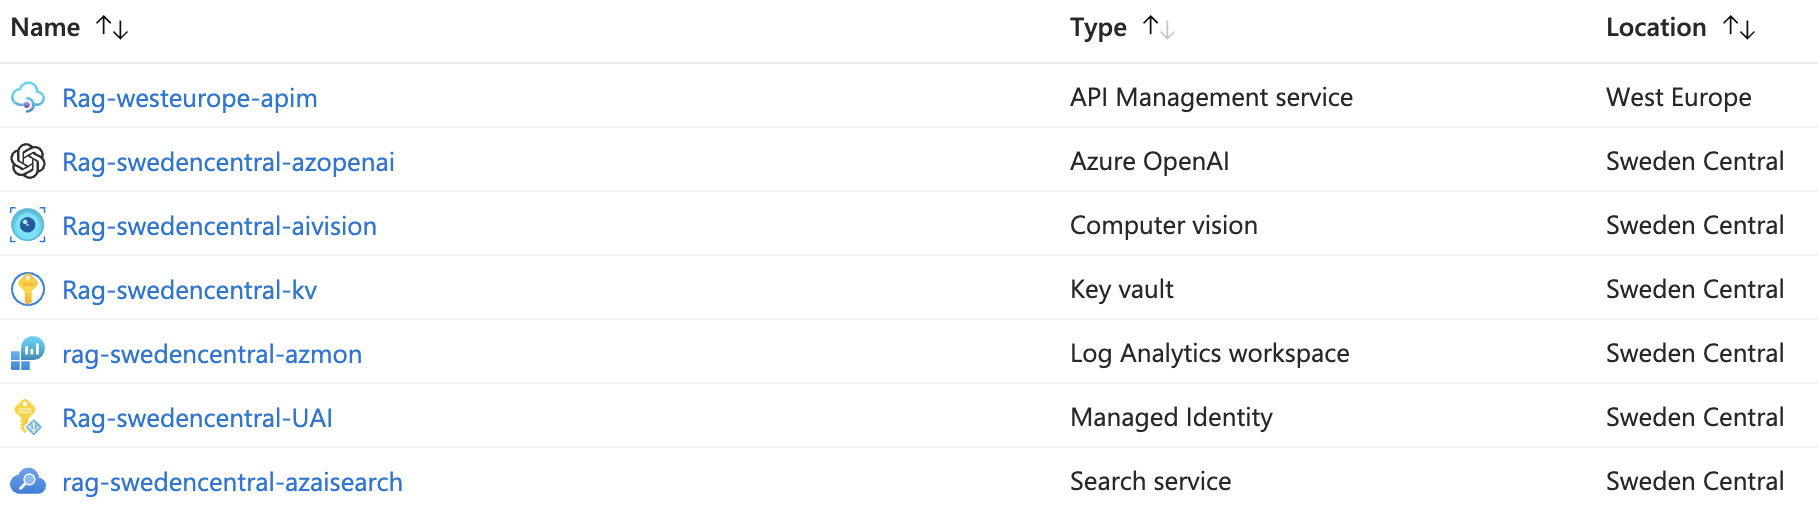 Name Type Location
Rag-westeurope-apim API Management service West Europe
Rag-swedencentral-azopenai Azure OpenAI Sweden Central
Rag-swedencentral-aivision Computer vision Sweden Central
Rag-swedencentral-kv Key vault Sweden Central
rag-swedencentral-azmon Log Analytics workspace Sweden Central
Rag-swedencentral-UAI Managed Identity Sweden Central
rag-swedencentral-azaisearch Search service Sweden Central